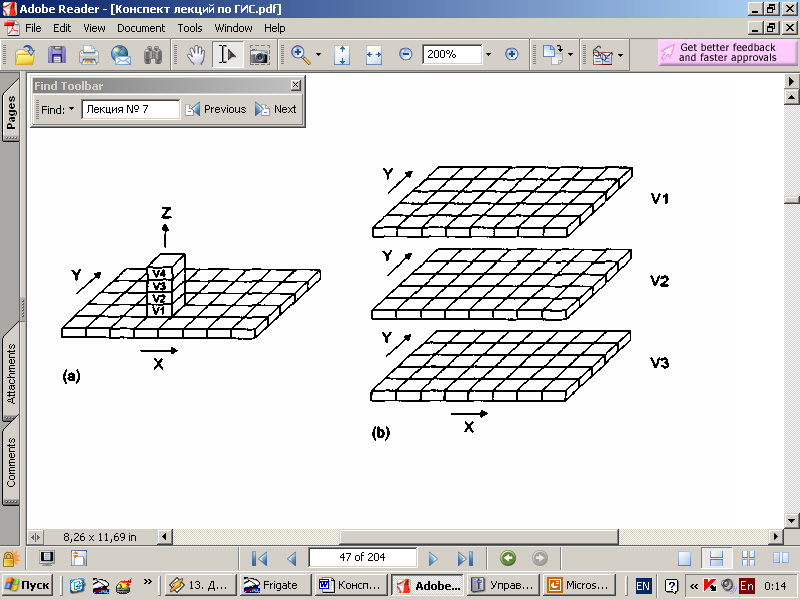 Adobe Reader - [Конспект лекций по ГИС.pdf]
File Edit View Document Tools Window Help
200%
Get better feedback
and faster approvals
Find Toolbar
Find: Лекция № 7 Previous Next
Pages
Attachments
Comments
Z
Y
V4
V3
V2
V1
X
(a)
Y
V1
Y
V2
Y
V3
X
(b)
8,26 x 11,69 in
47 of 204
Пуск
13. Д...
Frigate
Консп...
Adobe...
Управ...
Micros...
EN
En
0:14